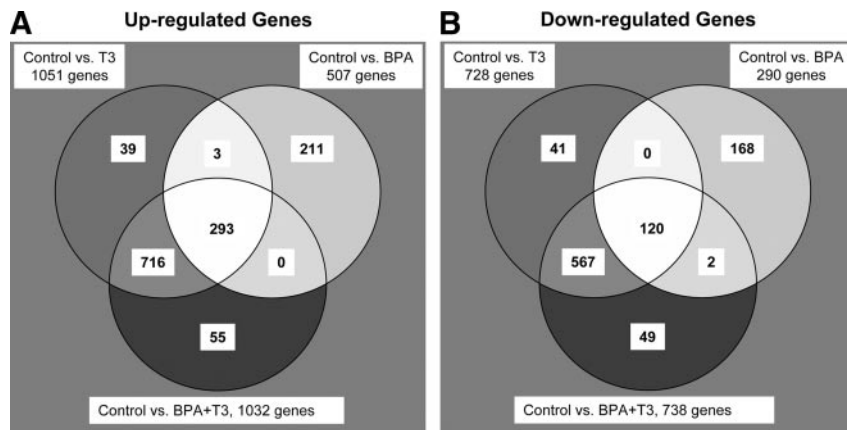 A Up-regulated Genes
Control vs. T3
1051 genes
Control vs. BPA
507 genes
39
3
211
293
716
0
55
Control vs. BPA+T3, 1032 genes
B Down-regulated Genes
Control vs. T3
728 genes
Control vs. BPA
290 genes
41
0
168
120
567
2
49
Control vs. BPA+T3, 738 genes